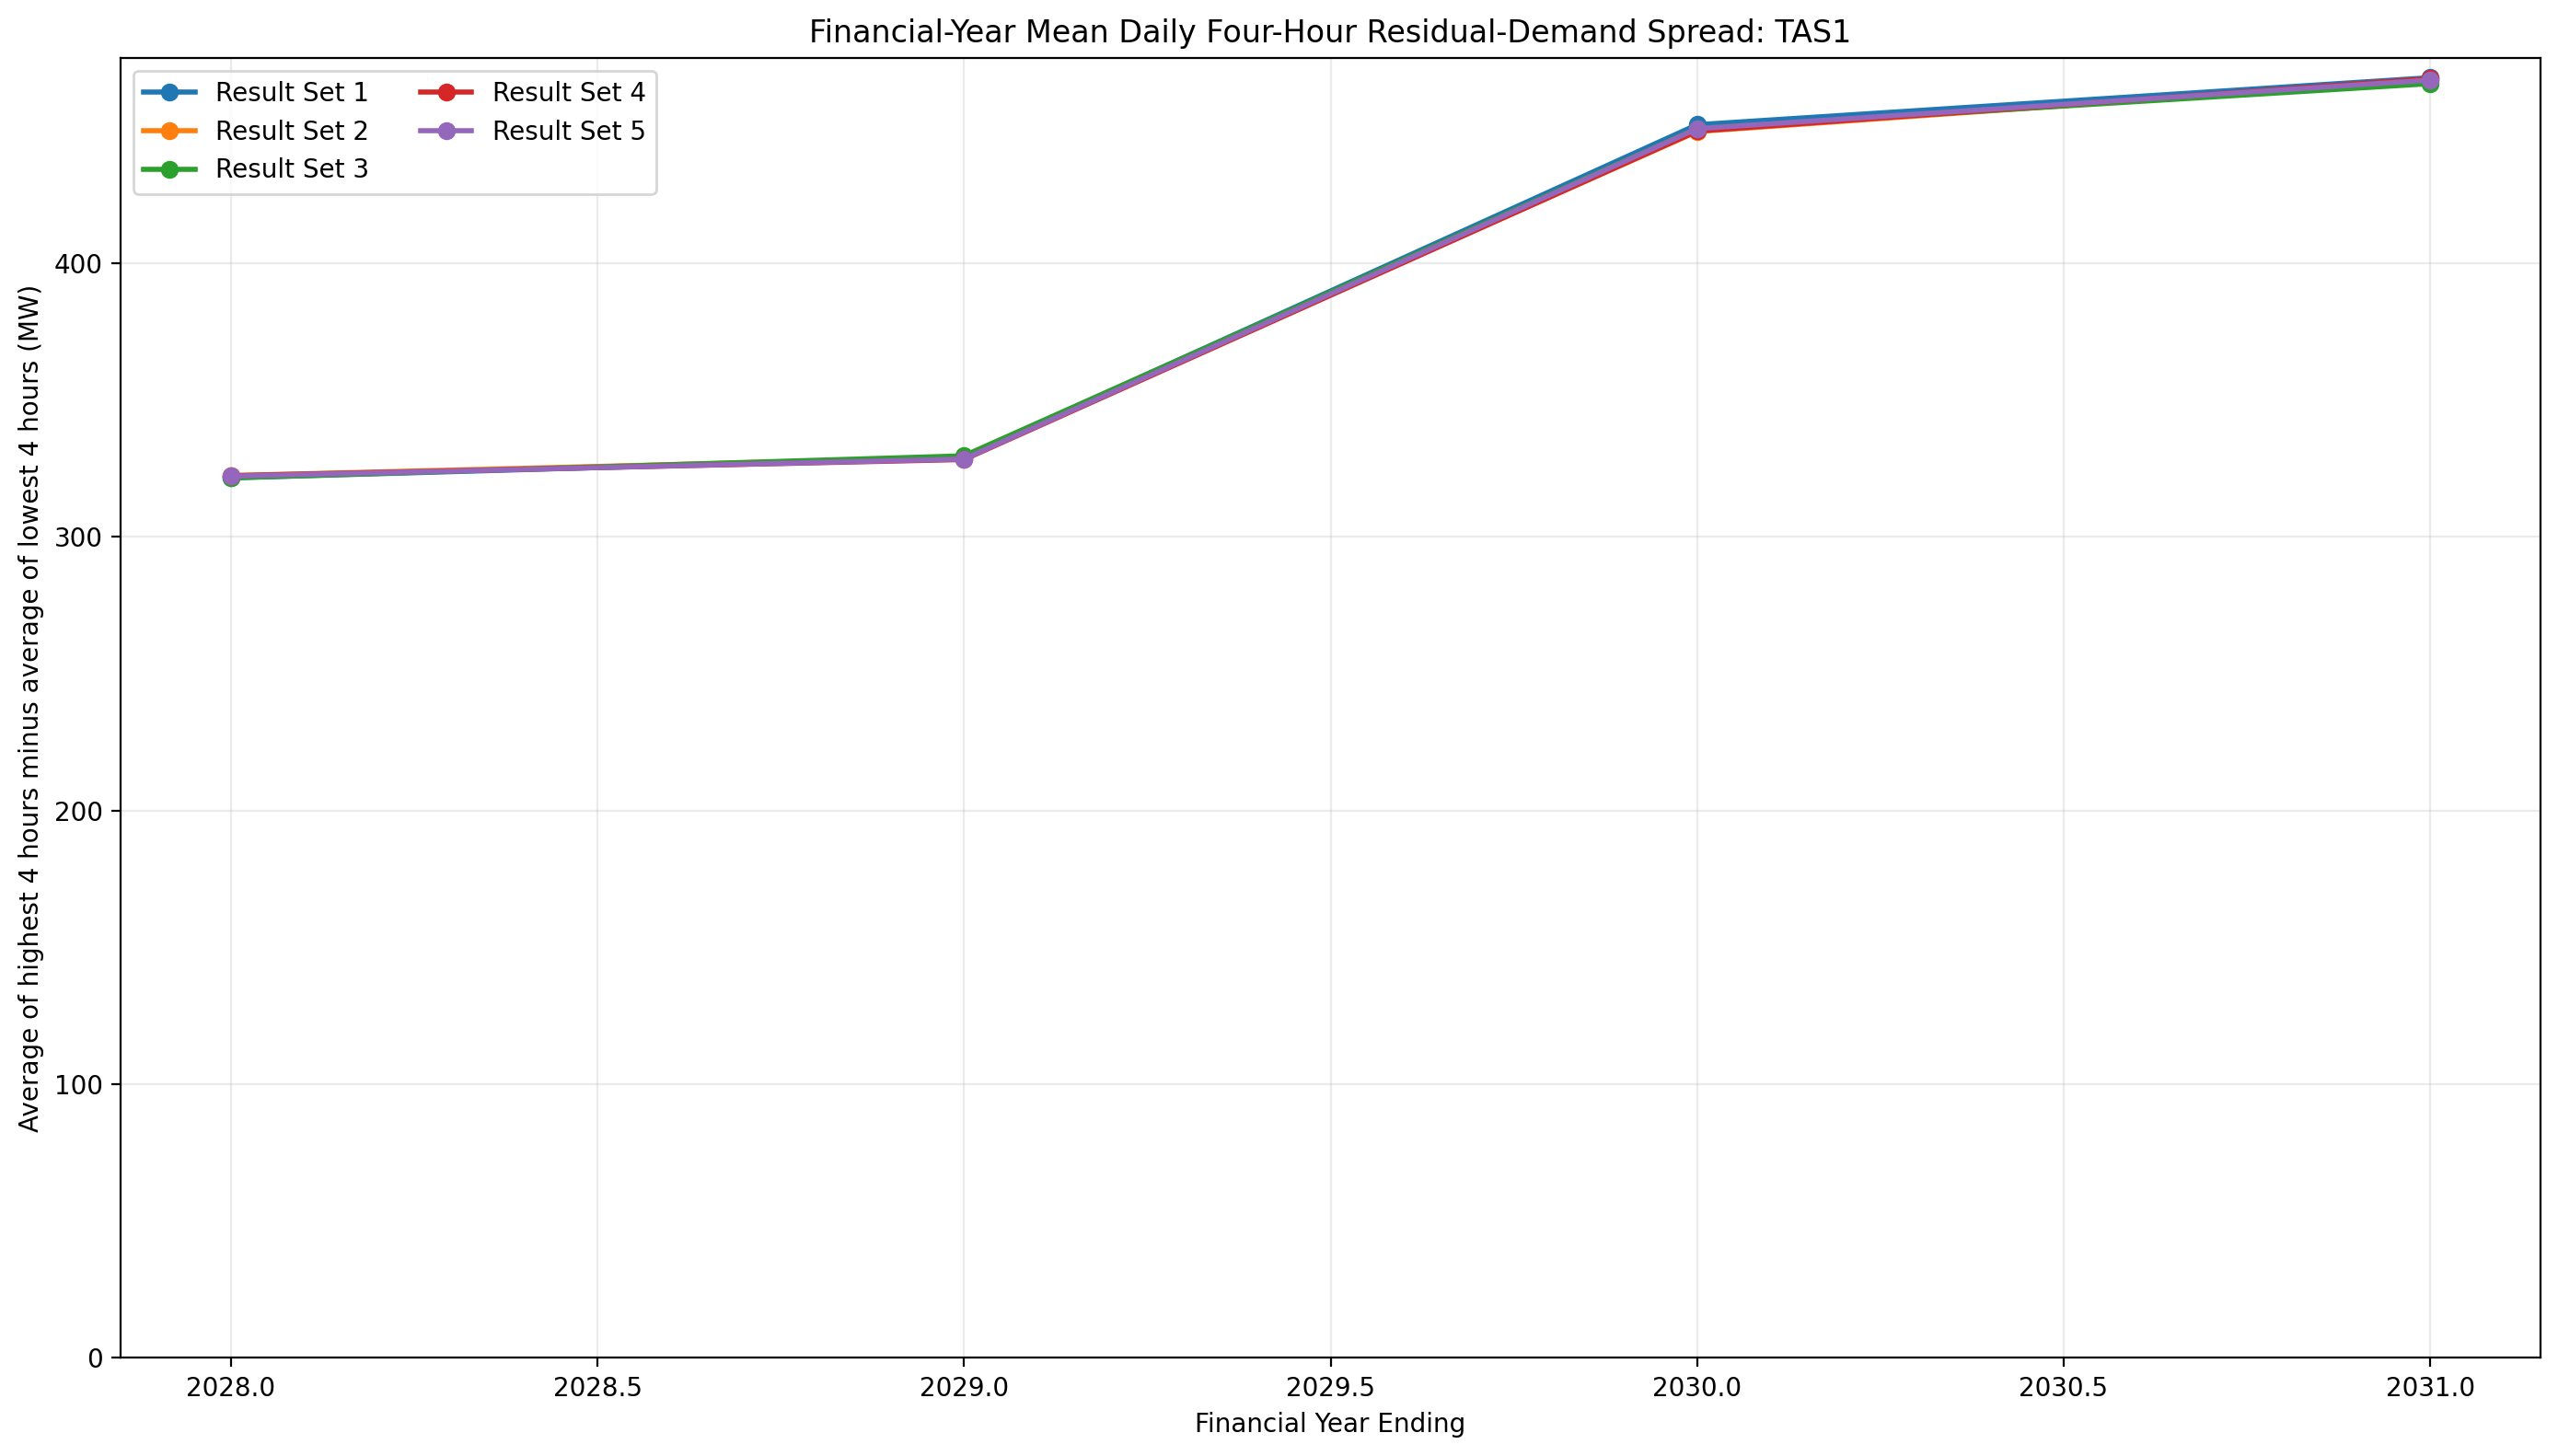 Financial-Year Mean Daily Four-Hour Residual-Demand Spread: TAS1
Result Set 1
Result Set 2
Result Set 3
Result Set 4
Result Set 5
Average of highest 4 hours minus average of lowest 4 hours (MW)
400
300
200
100
0
2028.0
2028.5
2029.0
2029.5
2030.0
2030.5
2031.0
Financial Year Ending